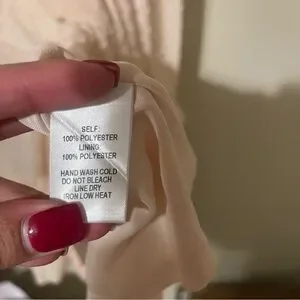 SELF:
100% POLYESTER
LINING:
100% POLYESTER
HAND WASH COLD
DO NOT BLEACH
LINE DRY
IRON LOW HEAT